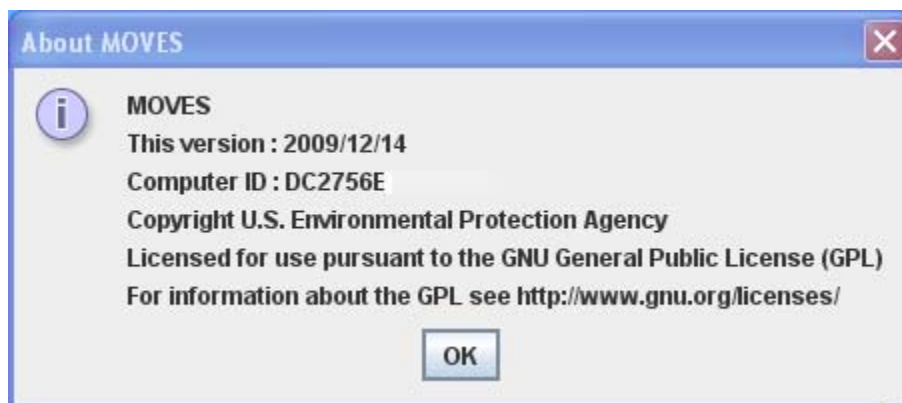 About MOVES
MOVES
This version : 2009/12/14
Computer ID : DC2756E
Copyright U.S. Environmental Protection Agency
Licensed for use pursuant to the GNU General Public License (GPL)
For information about the GPL see http://www.gnu.org/licenses/
OK